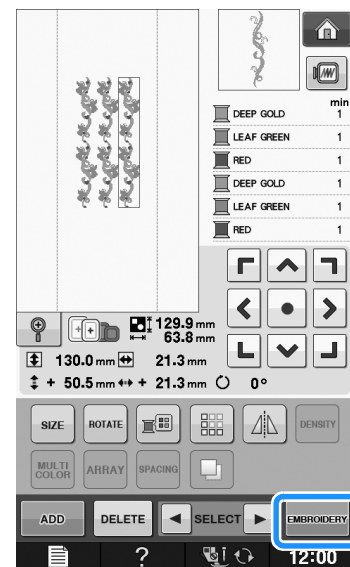 min
DEEP GOLD 1
LEAF GREEN 1
RED 1
DEEP GOLD 1
LEAF GREEN 1
RED 1
129.9 mm
63.8 mm
130.0 mm 21.3 mm
+ 50.5 mm + 21.3 mm 0°
SIZE ROTATE DENSITY
MULTI COLOR ARRAY SPACING
ADD DELETE SELECT EMBROIDERY
? 12:00